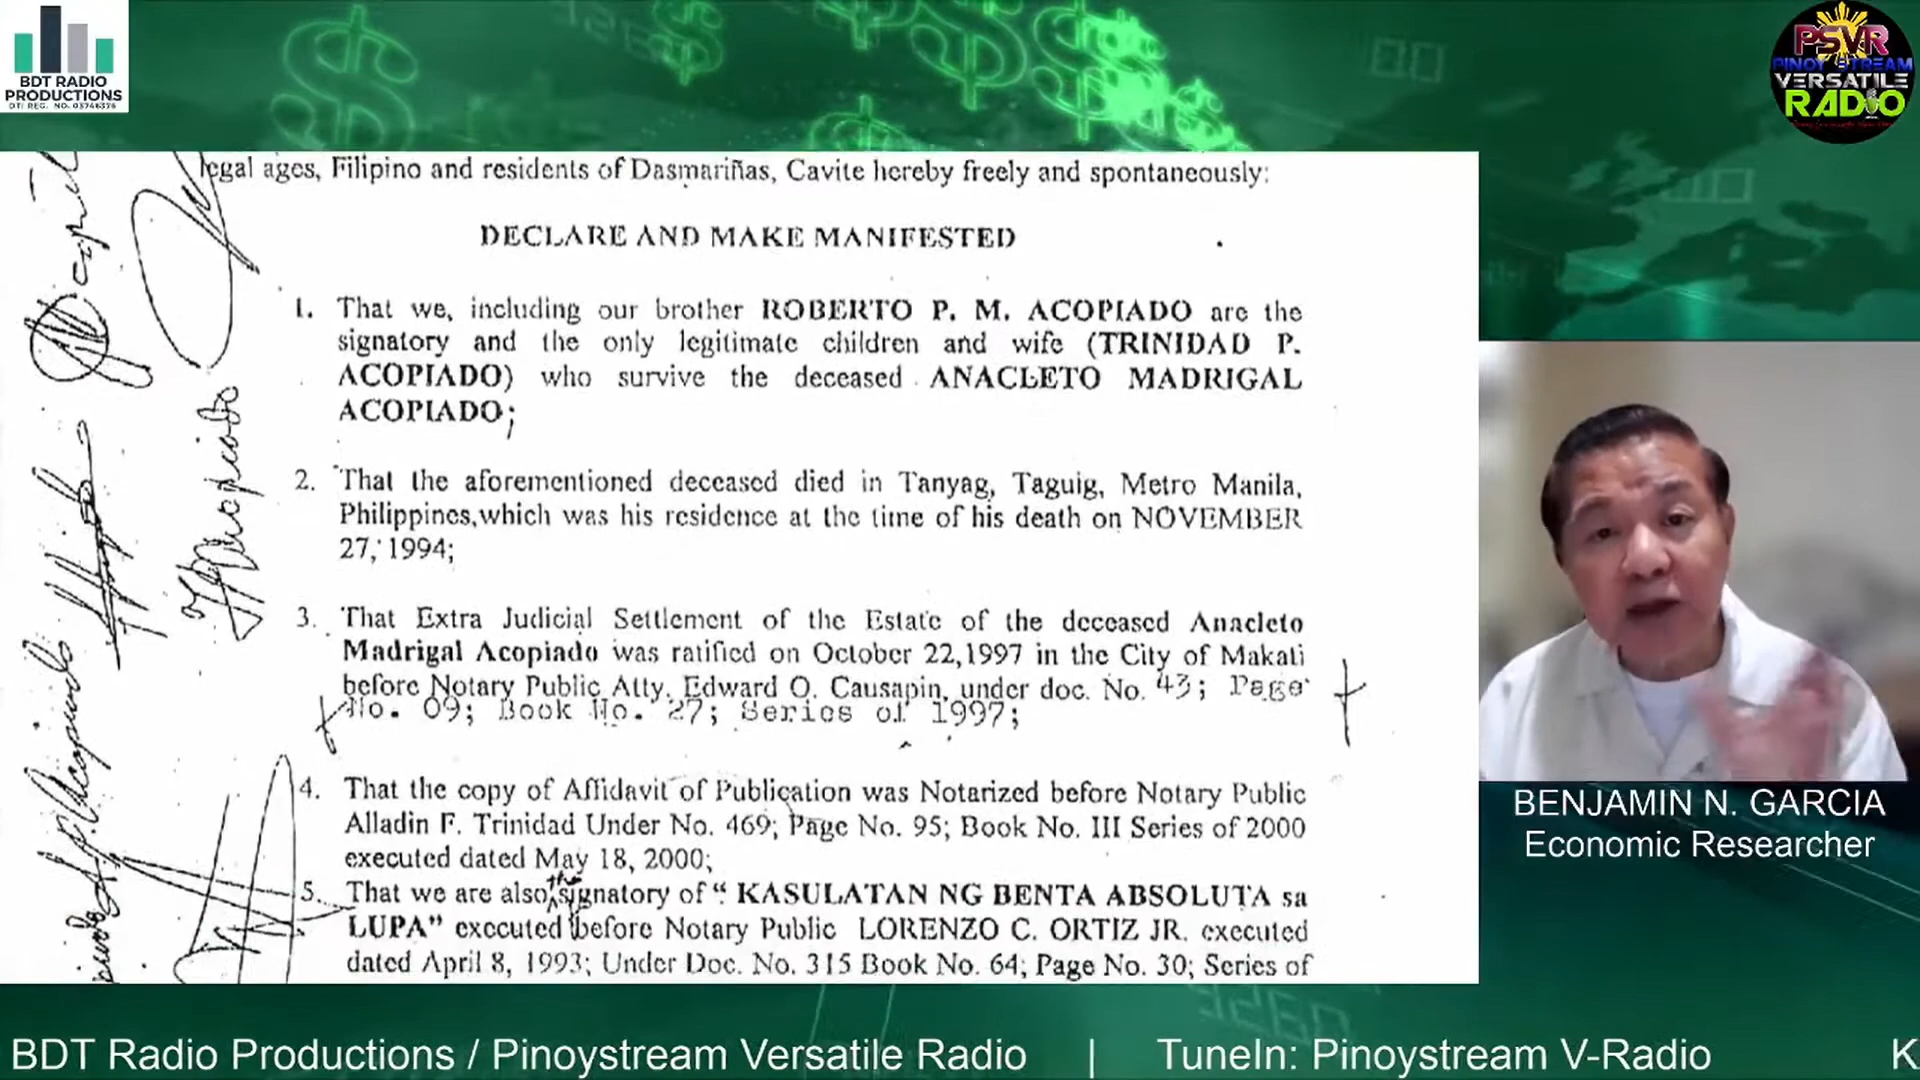 BDT RADIO
PRODUCTIONS
DTI REG. NO. 03746376
PSVR
PINOY STREAM
VERSATILE
RADIO
legal ages, Filipino and residents of Dasmariñas, Cavite hereby freely and spontaneously:
DECLARE AND MAKE MANIFESTED
1. That we, including our brother ROBERTO P. M. ACOPIADO are the
signatory and the only legitimate children and wife (TRINIDAD P.
ACOPIADO) who survive the deceased ANACLETO MADRIGAL
ACOPIADO;
2. That the aforementioned deceased died in Tanyag, Taguig, Metro Manila,
Philippines,which was his residence at the time of his death on NOVEMBER
27, 1994;
3. That Extra Judicial Settlement of the Estate of the deceased Anacleto
Madrigal Acopiado was ratified on October 22,1997 in the City of Makati
before Notary Public Atty. Edward O. Causapin, under doc. No. 43; Page
No. 09; Book No. 27; Series of 1997;
4. That the copy of Affidavit of Publication was Notarized before Notary Public
Alladin F. Trinidad Under No. 469; Page No. 95; Book No. III Series of 2000
executed dated May 18, 2000;
5. That we are also the signatory of “ KASULATAN NG BENTA ABSOLUTA sa
LUPA” executed before Notary Public LORENZO C. ORTIZ JR. executed
dated April 8, 1993; Under Doc. No. 315 Book No. 64; Page No. 30; Series of
BENJAMIN N. GARCIA
Economic Researcher
BDT Radio Productions / Pinoystream Versatile Radio | TuneIn: Pinoystream V-Radio K